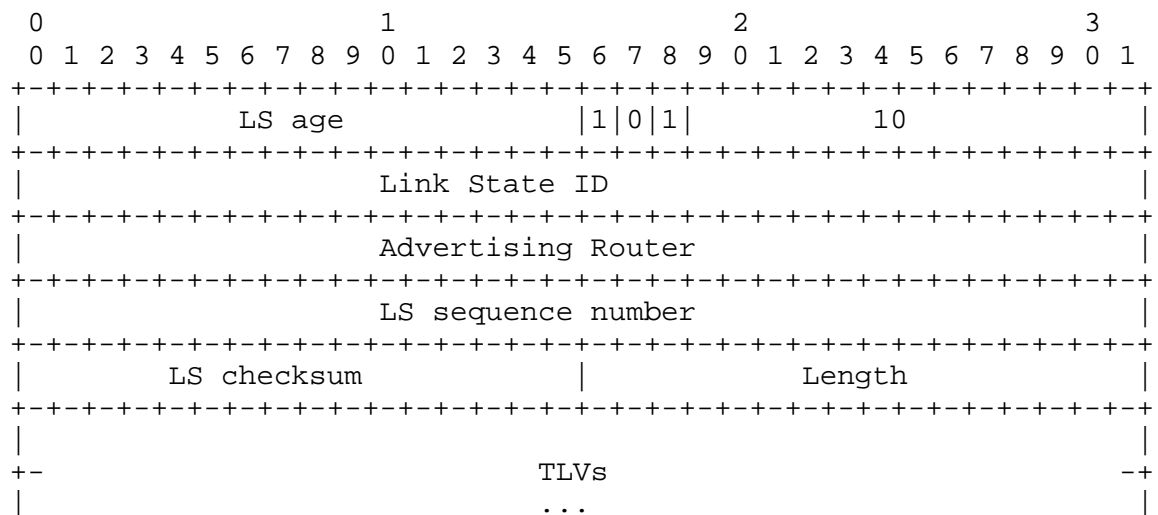 0                   1                   2                   3
 0 1 2 3 4 5 6 7 8 9 0 1 2 3 4 5 6 7 8 9 0 1 2 3 4 5 6 7 8 9 0 1
+-+-+-+-+-+-+-+-+-+-+-+-+-+-+-+-+-+-+-+-+-+-+-+-+-+-+-+-+-+-+-+-+
|            LS age             |1|0|1|          10             |
+-+-+-+-+-+-+-+-+-+-+-+-+-+-+-+-+-+-+-+-+-+-+-+-+-+-+-+-+-+-+-+-+
|                    Link State ID                              |
+-+-+-+-+-+-+-+-+-+-+-+-+-+-+-+-+-+-+-+-+-+-+-+-+-+-+-+-+-+-+-+-+
|                    Advertising Router                         |
+-+-+-+-+-+-+-+-+-+-+-+-+-+-+-+-+-+-+-+-+-+-+-+-+-+-+-+-+-+-+-+-+
|                    LS sequence number                         |
+-+-+-+-+-+-+-+-+-+-+-+-+-+-+-+-+-+-+-+-+-+-+-+-+-+-+-+-+-+-+-+-+
|        LS checksum            |            Length             |
+-+-+-+-+-+-+-+-+-+-+-+-+-+-+-+-+-+-+-+-+-+-+-+-+-+-+-+-+-+-+-+-+
|                                                               |
+-                            TLVs                             -+
|                             ...                               |